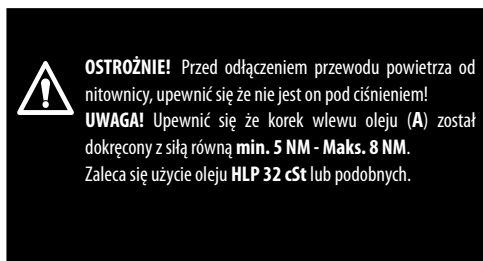 OSTROŻNIE! Przed odłączeniem przewodu powietrza od
nitownicy, upewnić się że nie jest on pod ciśnieniem!
UWAGA! Upewnić się że korek wlewu oleju (A) został
dokręcony z siłą równą min. 5 NM - Maks. 8 NM.
Zaleca się użycie oleju HLP 32 cSt lub podobnych.